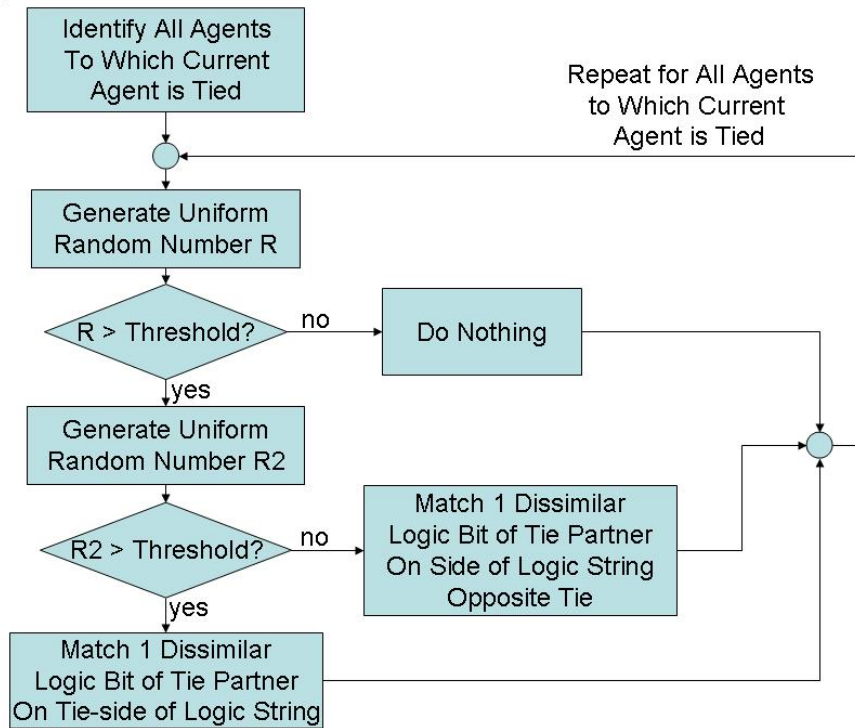 Identify All Agents
To Which Current
Agent is Tied
Repeat for All Agents
to Which Current
Agent is Tied
Generate Uniform
Random Number R
R > Threshold?
no
Do Nothing
yes
Generate Uniform
Random Number R2
R2 > Threshold?
no
Match 1 Dissimilar
Logic Bit of Tie Partner
On Side of Logic String
Opposite Tie
yes
Match 1 Dissimilar
Logic Bit of Tie Partner
On Tie-side of Logic String